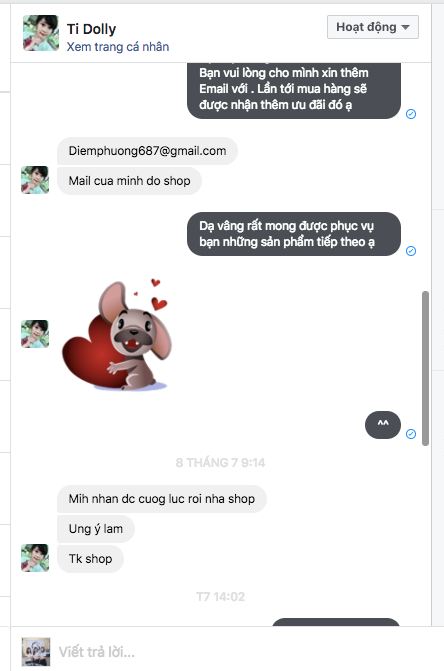 Ti Dolly
Xem trang cá nhân
Hoạt động
Bạn vui lòng cho mình xin thêm
Email với . Lần tới mua hàng sẽ
được nhận thêm ưu đãi đó ạ
Diemphuong687@gmail.com
Mail cua minh do shop
Dạ vâng rất mong được phục vụ
bạn những sản phẩm tiếp theo ạ
^^
8 THÁNG 7 9:14
Mih nhan dc cuog luc roi nha shop
Ung ý lam
Tk shop
T7 14:02
Viết trả lời...